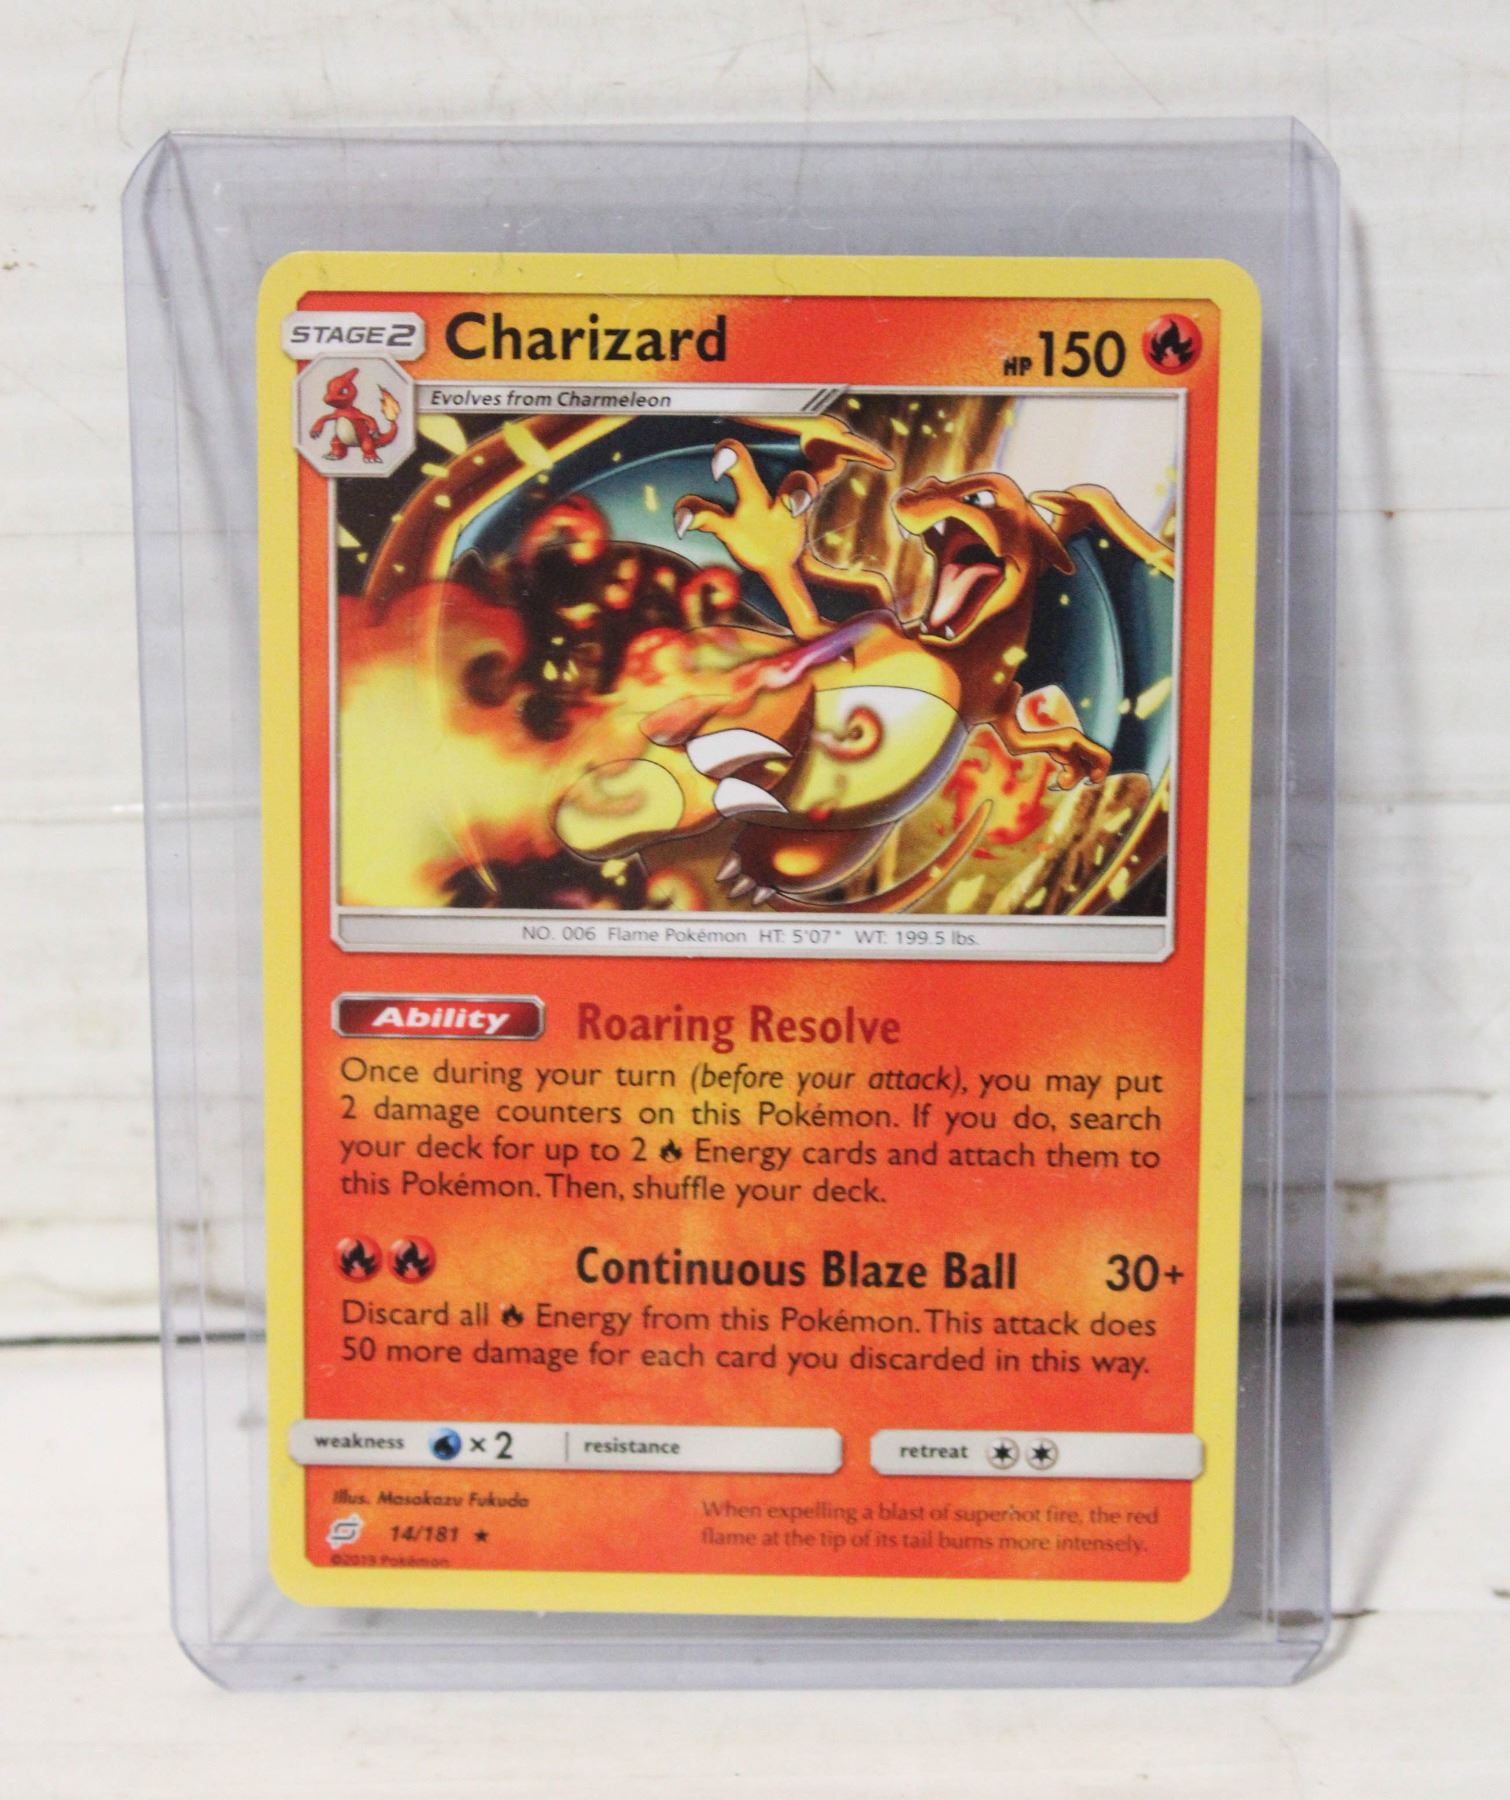 STAGE2 Charizard HP 150
Evolves from Charmeleon
NO. 006 Flame Pokémon HT: 5'07" WT: 199.5 lbs.
Ability Roaring Resolve
Once during your turn (before your attack), you may put
2 damage counters on this Pokémon. If you do, search
your deck for up to 2 Energy cards and attach them to
this Pokémon. Then, shuffle your deck.
Continuous Blaze Ball 30+
Discard all Energy from this Pokémon. This attack does
50 more damage for each card you discarded in this way.
weakness ×2 resistance retreat
Illus. Masakazu Fukuda
14/181 ★
©2019 Pokémon
When expelling a blast of superhot fire, the red
flame at the tip of its tail burns more intensely.